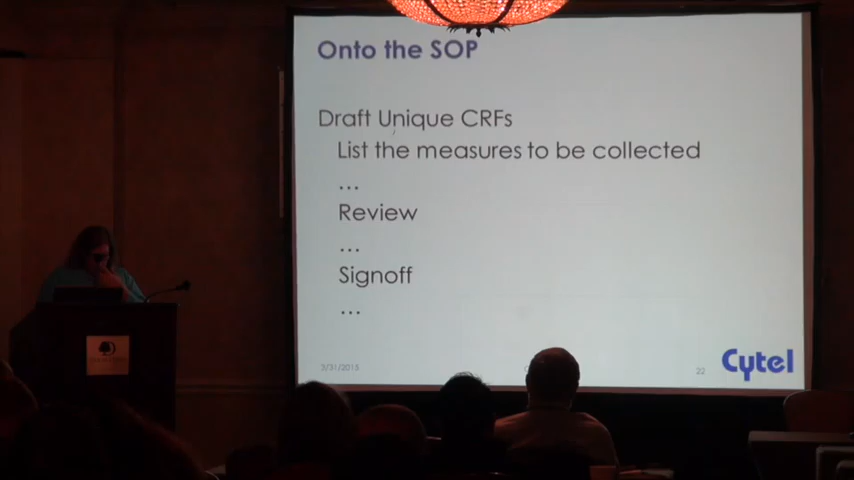 Onto the SOP
Draft Unique CRFs
List the measures to be collected
...
Review
...
Signoff
...
3/31/2015
22
Cytel